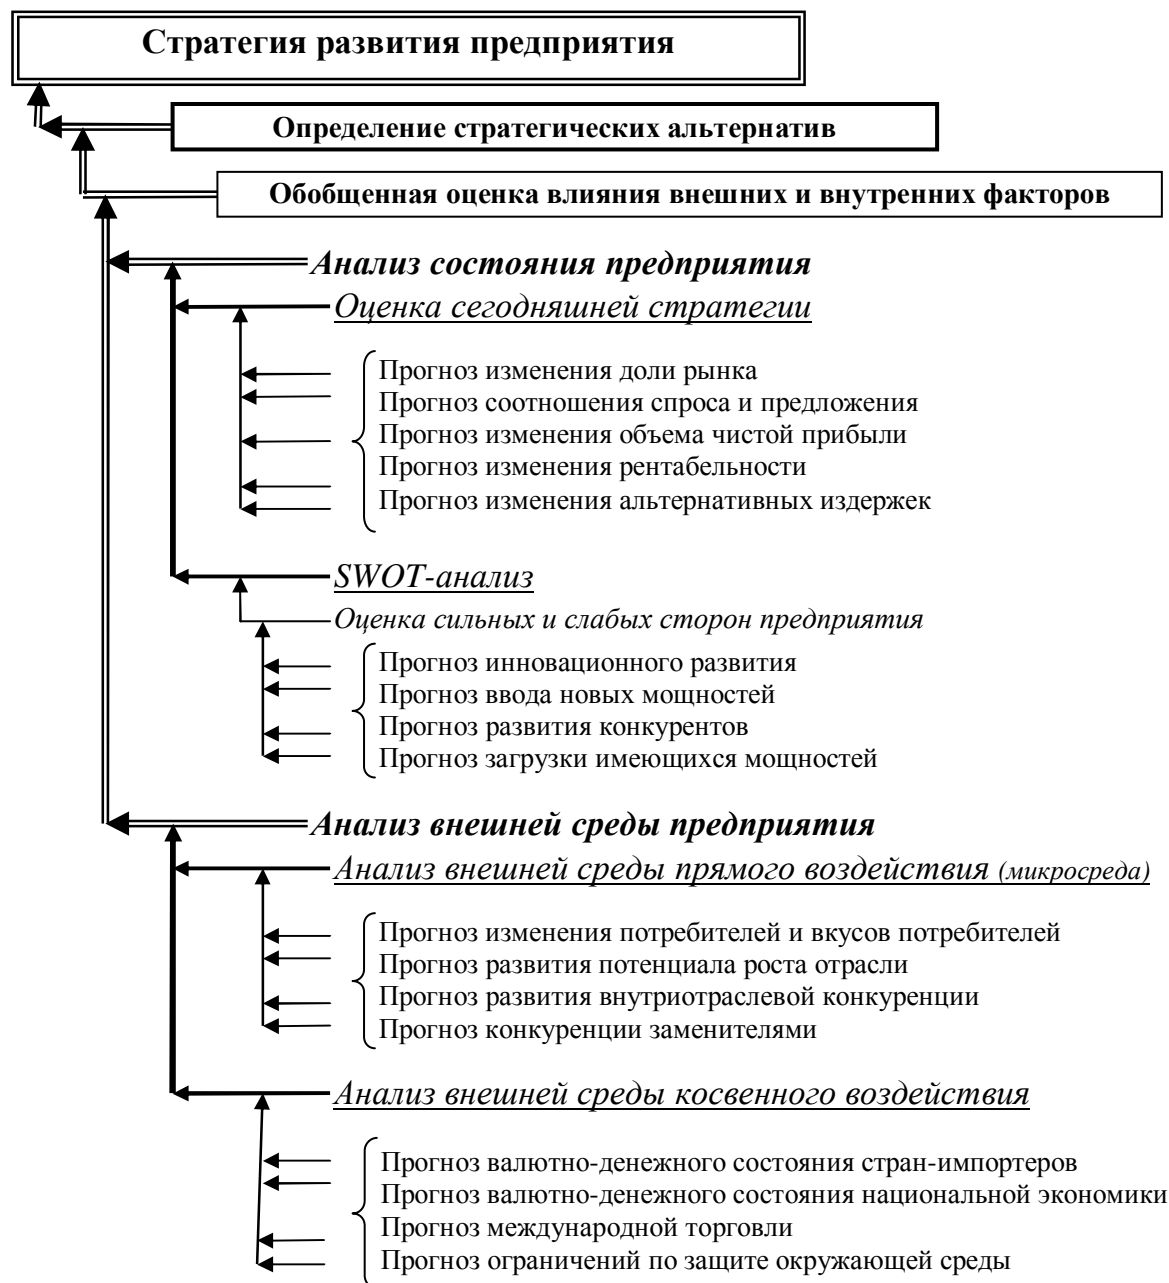 Стратегия развития предприятия
Определение стратегических альтернатив
Обобщенная оценка влияния внешних и внутренних факторов
Анализ состояния предприятия
Оценка сегодняшней стратегии
Прогноз изменения доли рынка
Прогноз соотношения спроса и предложения
Прогноз изменения объема чистой прибыли
Прогноз изменения рентабельности
Прогноз изменения альтернативных издержек
SWOT-анализ
Оценка сильных и слабых сторон предприятия
Прогноз инновационного развития
Прогноз ввода новых мощностей
Прогноз развития конкурентов
Прогноз загрузки имеющихся мощностей
Анализ внешней среды предприятия
Анализ внешней среды прямого воздействия (микросреда)
Прогноз изменения потребителей и вкусов потребителей
Прогноз развития потенциала роста отрасли
Прогноз развития внутриотраслевой конкуренции
Прогноз конкуренции заменителями
Анализ внешней среды косвенного воздействия
Прогноз валютно-денежного состояния стран-импортеров
Прогноз валютно-денежного состояния национальной экономики
Прогноз международной торговли
Прогноз ограничений по защите окружающей среды